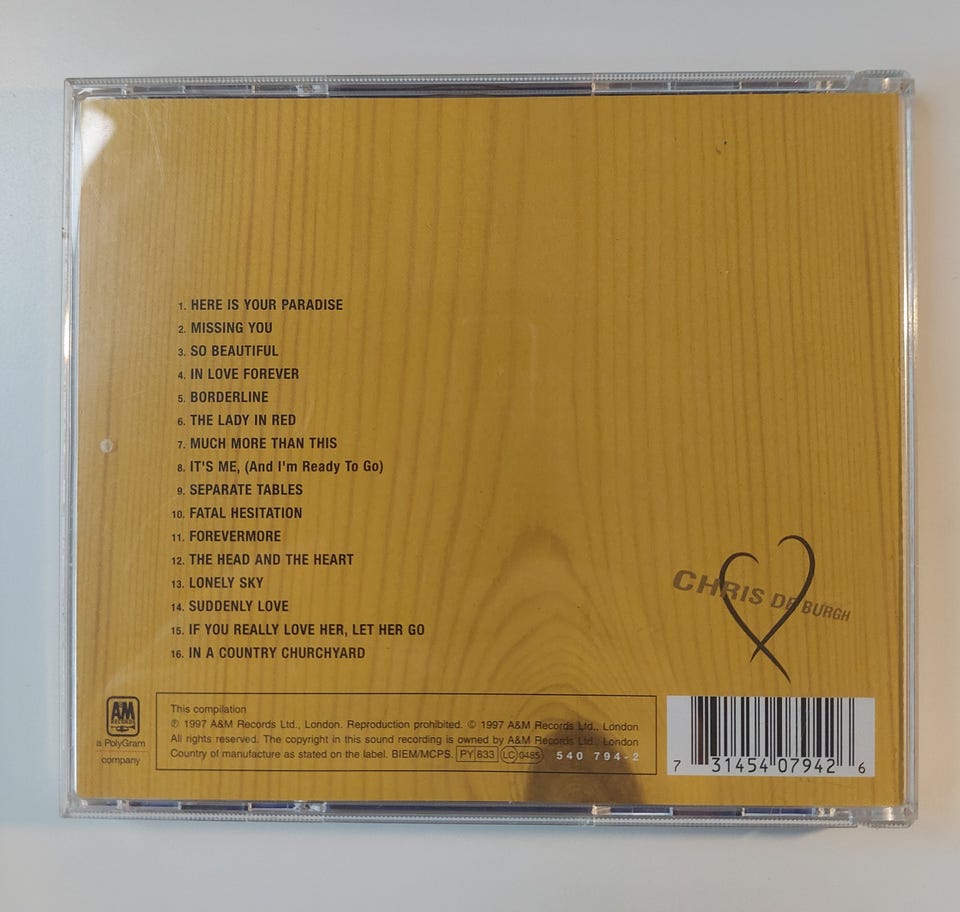 1. HERE IS YOUR PARADISE
2. MISSING YOU
3. SO BEAUTIFUL
4. IN LOVE FOREVER
5. BORDERLINE
6. THE LADY IN RED
7. MUCH MORE THAN THIS
8. IT'S ME, (And I'm Ready To Go)
9. SEPARATE TABLES
10. FATAL HESITATION
11. FOREVERMORE
12. THE HEAD AND THE HEART
13. LONELY SKY
14. SUDDENLY LOVE
15. IF YOU REALLY LOVE HER, LET HER GO
16. IN A COUNTRY CHURCHYARD
CHRIS DE BURGH
A&M
RECORDS
a PolyGram
company
This compilation
℗ 1997 A&M Records Ltd., London. Reproduction prohibited. © 1997 A&M Records Ltd., London
All rights reserved. The copyright in this sound recording is owned by A&M Records Ltd., London
Country of manufacture as stated on the label. BIEM/MCPS. PY 833 LC 0485 540 794-2
7 31454 07942 6